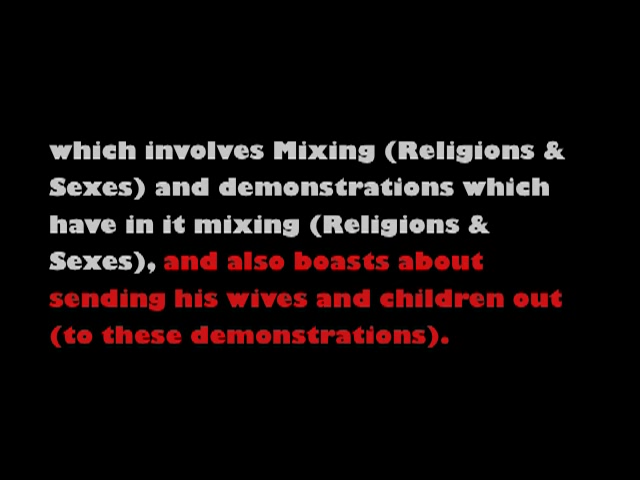 which involves Mixing (Religions &
Sexes) and demonstrations which
have in it mixing (Religions &
Sexes), and also boasts about
sending his wives and children out
(to these demonstrations).